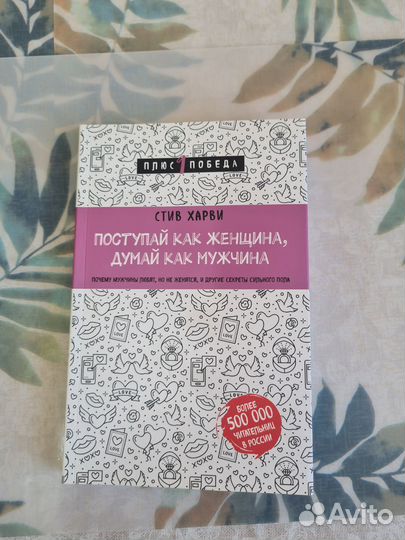 ПЛЮС 1 ПОБЕДА
СТИВ ХАРВИ
ПОСТУПАЙ КАК ЖЕНЩИНА,
ДУМАЙ КАК МУЖЧИНА
ПОЧЕМУ МУЖЧИНЫ ЛЮБЯТ, НО НЕ ЖЕНЯТСЯ, И ДРУГИЕ СЕКРЕТЫ СИЛЬНОГО ПОЛА
БОЛЕЕ
500 000
ЧИТАТЕЛЬНИЦ
В РОССИИ
Avito